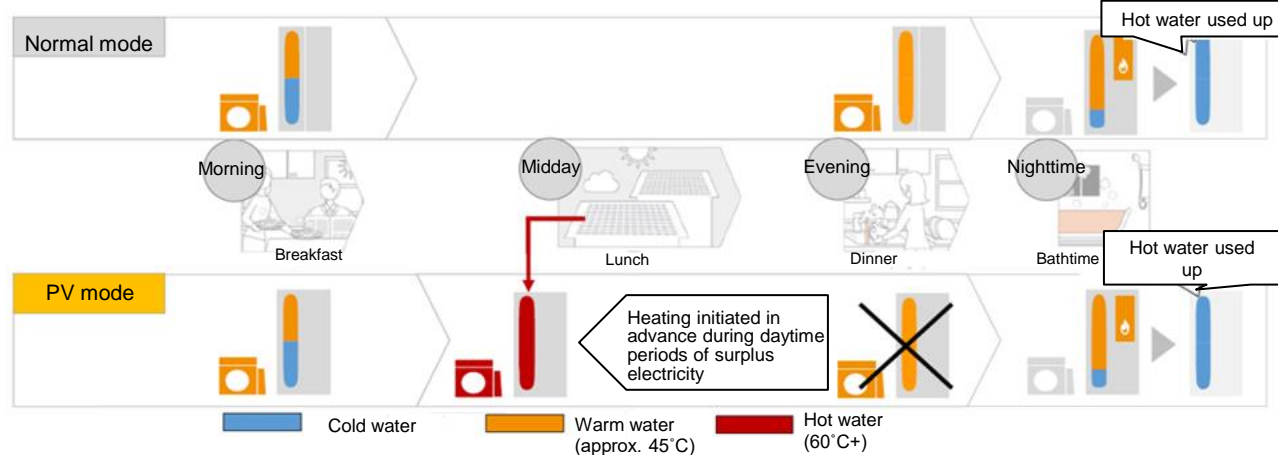 Normal mode
Hot water used up
Morning
Midday
Evening
Nighttime
Breakfast
Lunch
Dinner
Bathtime
PV mode
Heating initiated in
advance during daytime
periods of surplus
electricity
Hot water used
up
Cold water
Warm water
(approx. 45˚C)
Hot water
(60˚C+)